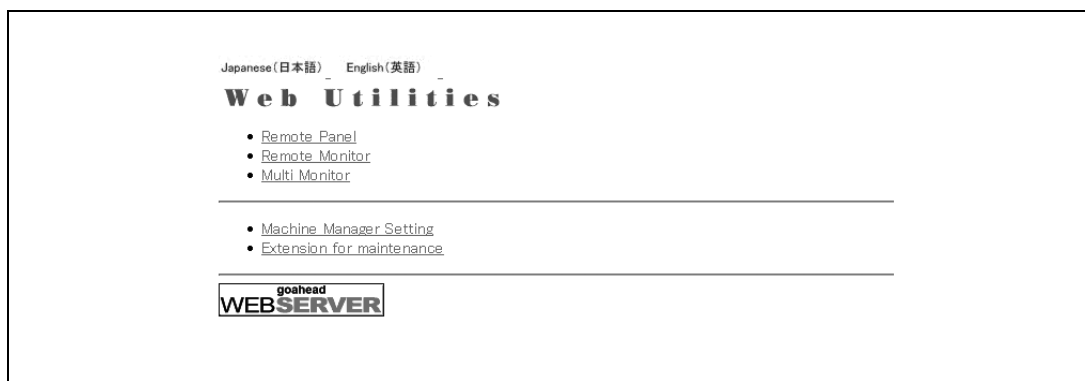 Japanese(日本語)　English(英語)
Web Utilities
Remote Panel
Remote Monitor
Multi Monitor
Machine Manager Setting
Extension for maintenance
goahead
WEBSERVER